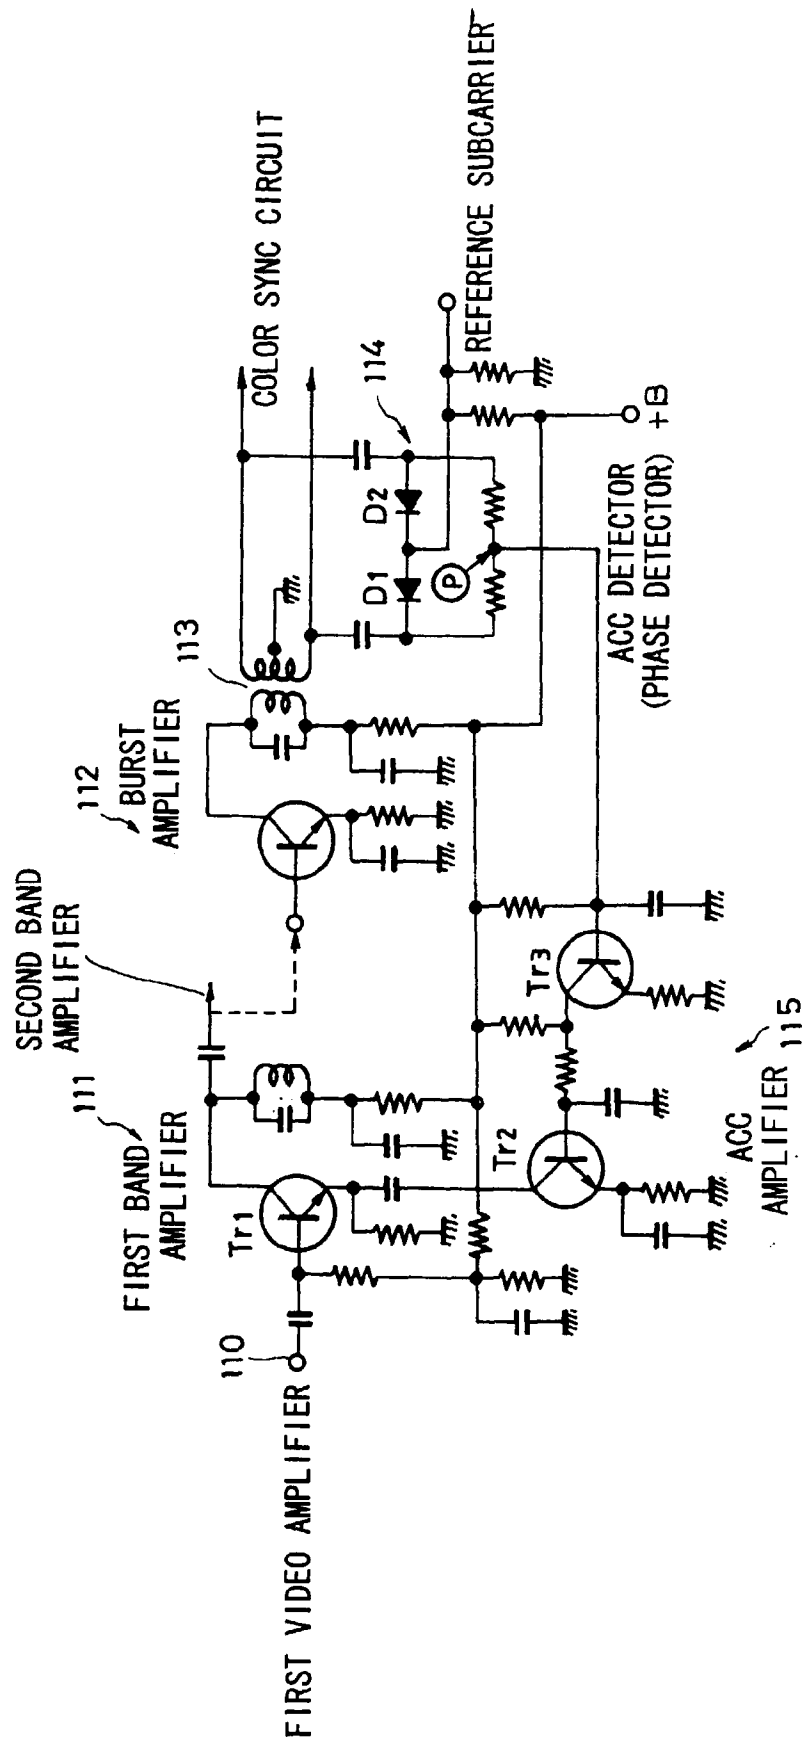 FIRST VIDEO AMPLIFIER
110
FIRST BAND
AMPLIFIER
111
SECOND BAND
AMPLIFIER
112
BURST
AMPLIFIER
113
COLOR SYNC CIRCUIT
114
REFERENCE SUBCARRIER
Tr1
D1
D2
P
+B
ACC DETECTOR
(PHASE DETECTOR)
Tr2
Tr3
ACC
AMPLIFIER
115